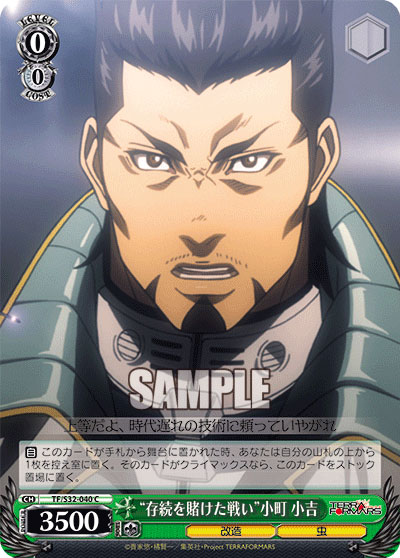 LEVEL
0
0
COST
SAMPLE
上等だよ、時代遅れの技術に頼っていやがれ
自 このカードが手札から舞台に置かれた時、あなたは自分の山札の上から
1枚を控え室に置く。そのカードがクライマックスなら、このカードをストック
置場に置く。
CH TF/S32-040 C
“存続を賭けた戦い”小町 小吉
TERRA FORMARS
3500
改造
虫
©貴家悠・橘賢一/集英社・Project TERRAFORMARS